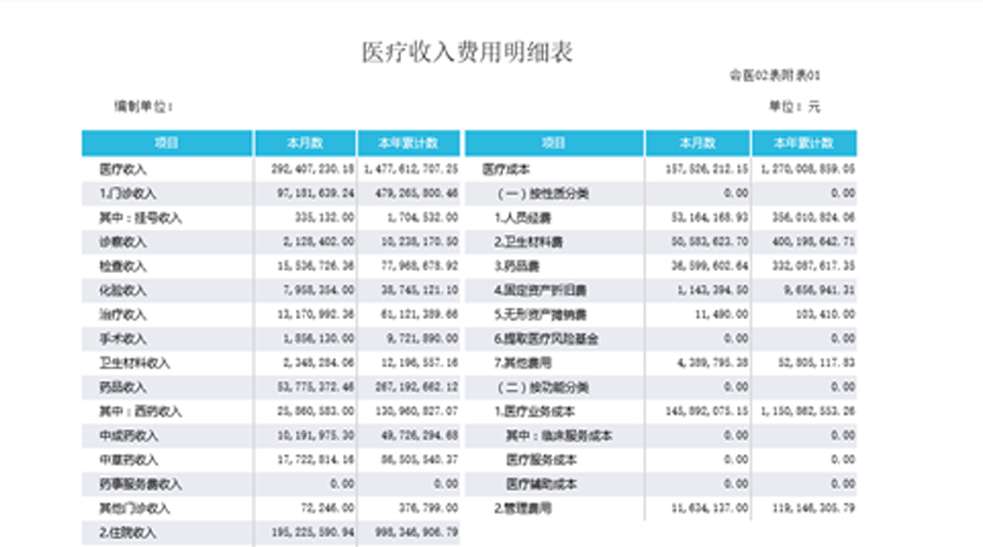 医疗收入费用明细表
会医02表附表01
编制单位： 单位：元
项目 本月数 本年累计数 项目 本月数 本年累计数
医疗收入 292,407,230.18 1,477,612,707.25 医疗成本 157,526,212.15 1,270,008,859.05
1.门诊收入 97,181,639.24 479,265,800.46 （一）按性质分类 0.00 0.00
其中：挂号收入 335,132.00 1,704,532.00 1.人员经费 53,164,168.93 356,010,824.06
诊察收入 2,128,402.00 10,238,170.50 2.卫生材料费 50,583,623.70 400,198,642.71
检查收入 15,536,726.36 77,968,678.92 3.药品费 36,599,602.64 332,087,617.35
化验收入 7,958,354.00 38,745,121.10 4.固定资产折旧费 1,143,394.50 9,656,941.31
治疗收入 13,170,992.36 61,121,389.66 5.无形资产摊销费 11,490.00 103,410.00
手术收入 1,856,130.00 9,721,890.00 6.提取医疗风险基金 0.00 0.00
卫生材料收入 2,348,284.06 12,196,557.16 7.其他费用 4,389,795.38 52,805,117.83
药品收入 53,775,372.46 267,192,662.12 （二）按功能分类 0.00 0.00
其中：西药收入 25,860,583.00 130,960,827.07 1.医疗业务成本 145,892,075.15 1,150,862,553.26
中成药收入 10,191,975.30 49,726,294.68 其中：临床服务成本 0.00 0.00
中草药收入 17,722,814.16 86,505,540.37 医疗服务成本 0.00 0.00
药事服务费收入 0.00 0.00 医疗辅助成本 0.00 0.00
其他门诊收入 72,246.00 376,799.00 2.管理费用 11,634,137.00 119,146,305.79
2.住院收入 195,225,590.94 998,346,906.79